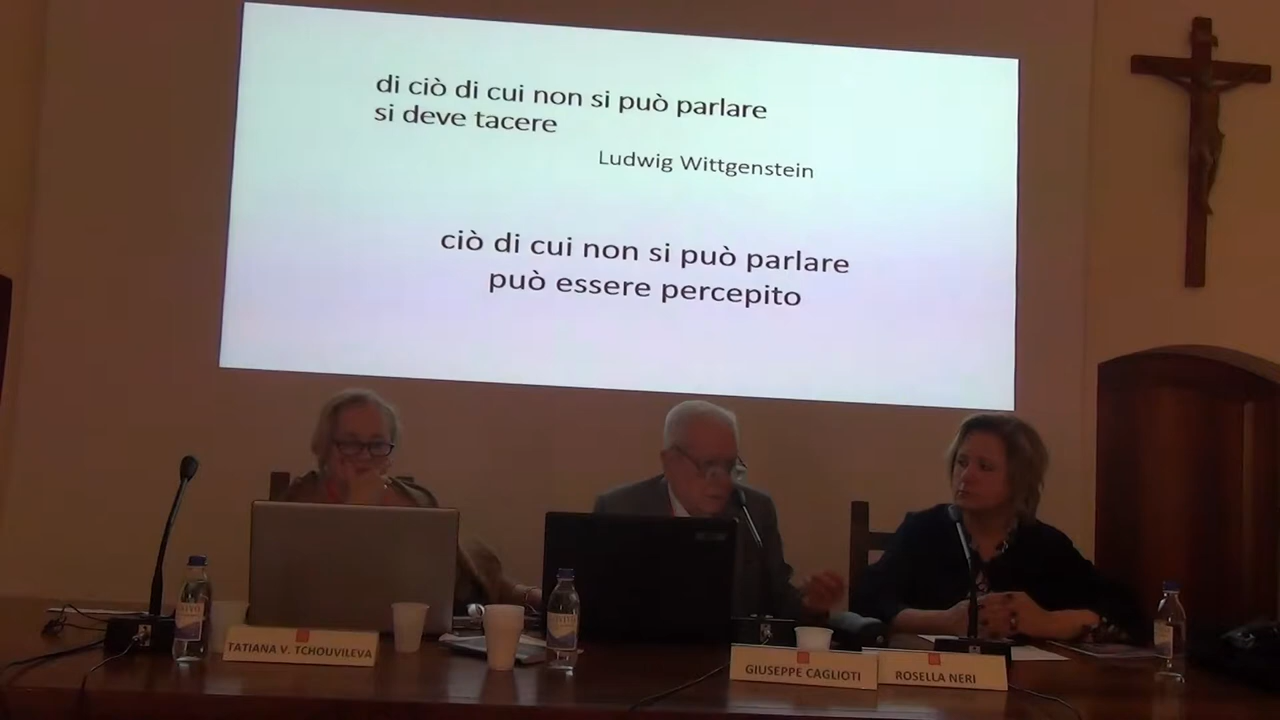 di ciò di cui non si può parlare
si deve tacere
Ludwig Wittgenstein
ciò di cui non si può parlare
può essere percepito
TATIANA V. TCHOUVILEVA
GIUSEPPE CAGLIOTI
ROSELLA NERI